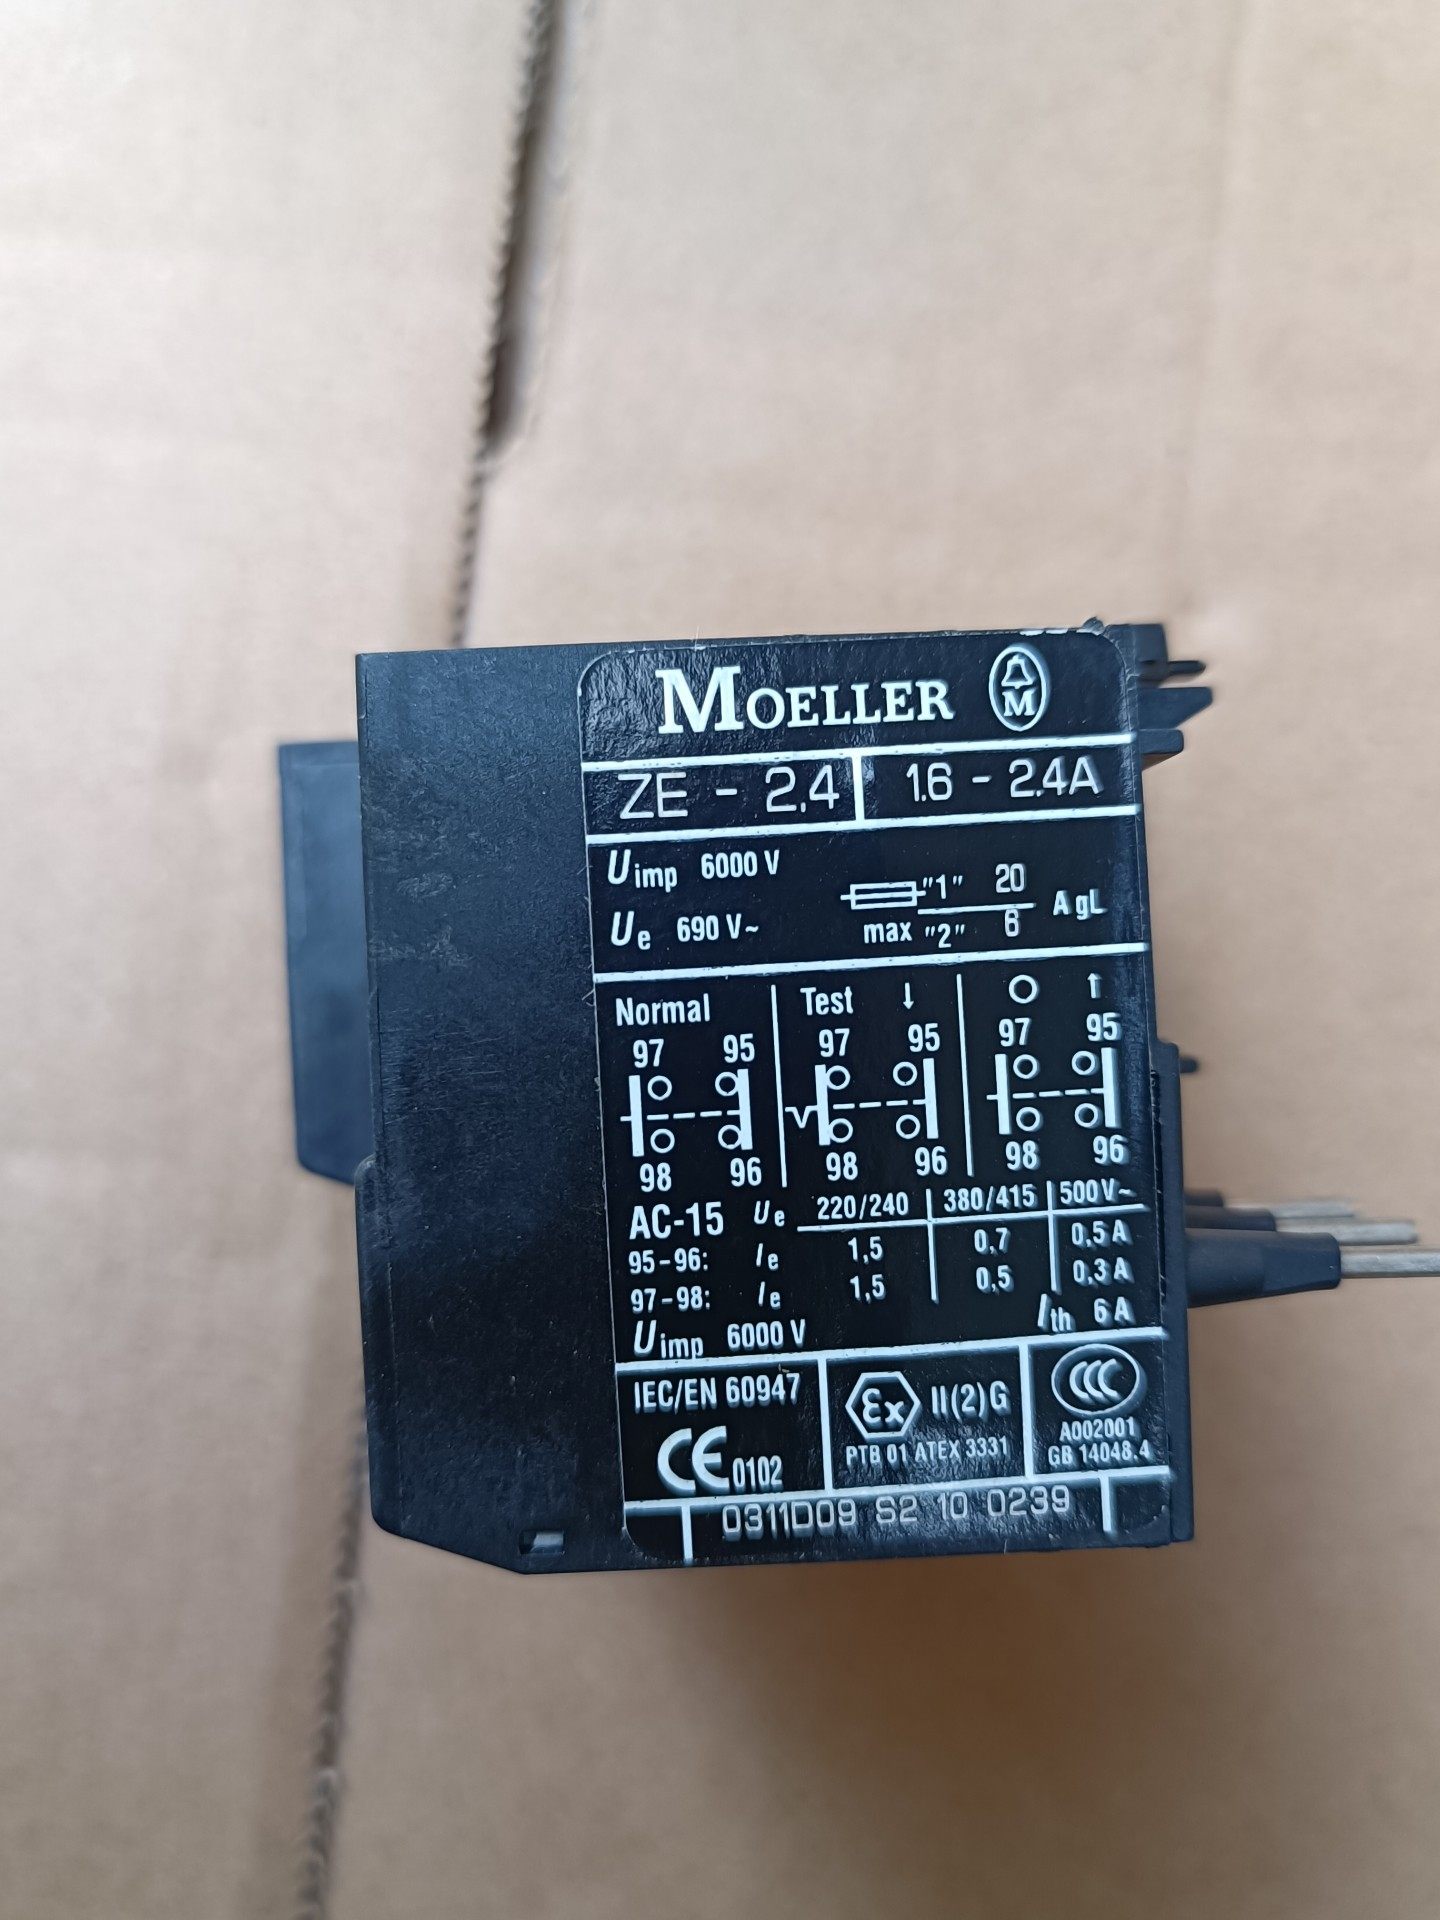 MOELLER M
ZE - 2,4 1.6 - 2.4A
Uimp 6000 V
"1" 20
Ue 690 V~ max "2" 6 A gL
Normal Test
97 95 97 95 97 95
98 96 98 96 98 96
AC-15 Ue 220/240 380/415 500V~
95-96: Ie 1,5 0,7 0,5 A
97-98: Ie 1,5 0,5 0,3 A
Uimp 6000 V Ith 6 A
IEC/EN 60947 Ex II(2)G CCC
CE 0102 PTB 01 ATEX 3331 A002001
GB 14048.4
0311D09 S2 10 0239